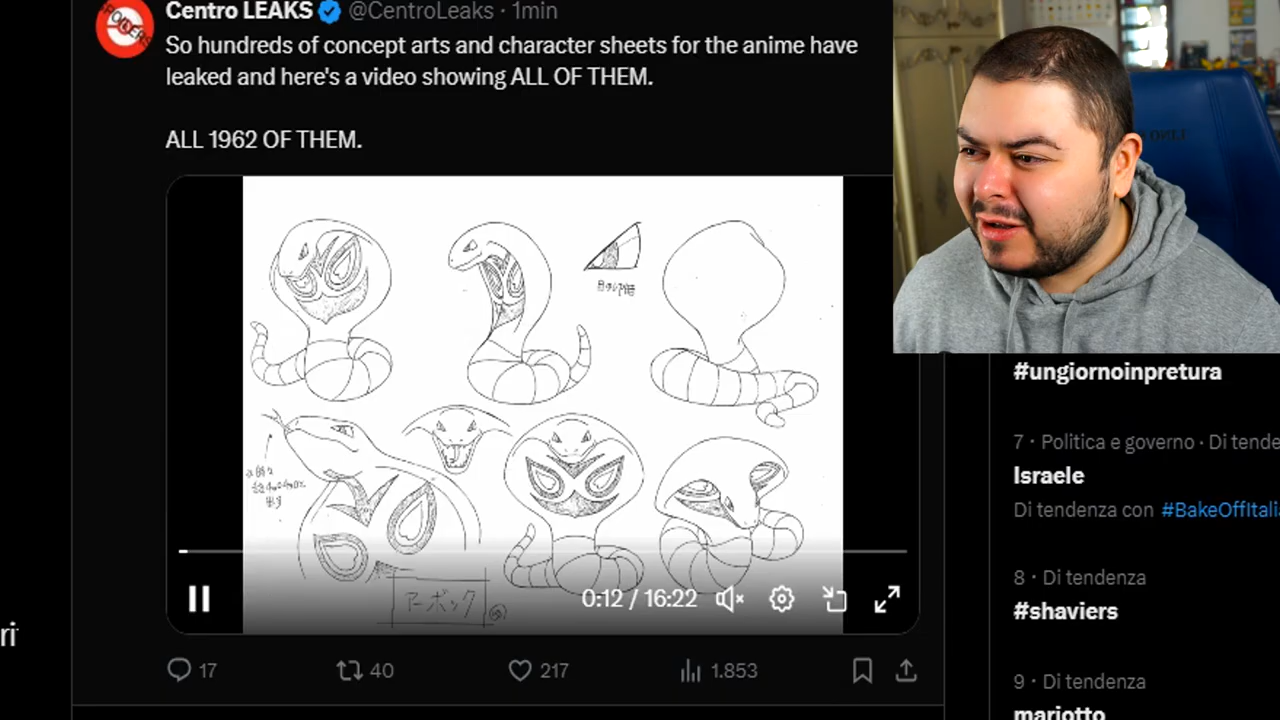 Centro LEAKS @CentroLeaks · 1min
So hundreds of concept arts and character sheets for the anime have
leaked and here's a video showing ALL OF THEM.
ALL 1962 OF THEM.
アーボック
0:12 / 16:22
17
40
217
1.853
#ungiornoinpretura
7 · Politica e governo · Di tende
Israele
Di tendenza con #BakeOffItali
8 · Di tendenza
#shaviers
9 · Di tendenza
mariotto
ri